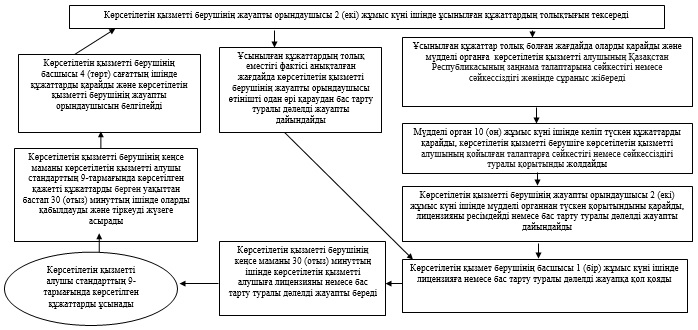 Көрсетілетін қызметті берушінің жауапты орындаушысы 2 (екі) жұмыс күні ішінде ұсынылған құжаттардың толықтығын тексереді
Көрсетілетін қызметті берушінің
басшысы 4 (төрт) сағаттың ішінде
құжаттарды қарайды және көрсетілетін
қызметті берушінің жауапты
орындаушысын белгілейді
Ұсынылған құжаттардың толық
еместігі фактісі анықталған
жағдайда көрсетілетін қызметті
берушінің жауапты орындаушысы
өтінішті одан әрі қараудан бас тарту
туралы дәлелді жауапты
дайындайды
Ұсынылған құжаттар толық болған жағдайда оларды қарайды және
мүдделі органға көрсетілетін қызметті алушының Қазақстан
Республикасының заңнама талаптарына сәйкестігі немесе
сәйкессіздігі жөнінде сұраныс жібереді
Мүдделі орган 10 (он) жұмыс күні ішінде келіп түскен құжаттарды
қарайды, көрсетілетін қызметті берушіге көрсетілетін қызметті
алушының қойылған талаптарға сәйкестігі немесе сәйкессіздігі
туралы қорытынды жолдайды
Көрсетілетін қызметті берушінің кеңсе
маманы көрсетілетін қызметті алушы
стандарттың 9-тармағында көрсетілген
қажетті құжаттарды берген уақыттан
бастап 30 (отыз) минуттың ішінде оларды
қабылдауды және тіркеуді жүзеге
асырады
Көрсетілетін қызметті берушінің жауапты орындаушысы 2 (екі)
жұмыс күні ішінде мүдделі органнан түскен қорытындыны қарайды,
лицензияны ресімдейді немесе бас тарту туралы дәлелді жауапты
дайындайды
Көрсетілетін қызметті
алушы стандарттың 9-
тармағында көрсетілген
құжаттарды ұсынады
Көрсетілетін қызметті берушінің
кеңсе маманы 30 (отыз) минуттың
ішінде көрсетілетін қызметті
алушыға лицензияны немесе бас
тарту туралы дәлелді жауапты береді
Көрсетілетін қызмет берушінің басшысы 1 (бір) жұмыс күні ішінде
лицензияға немесе бас тарту туралы дәлелді жауапқа қол қояды